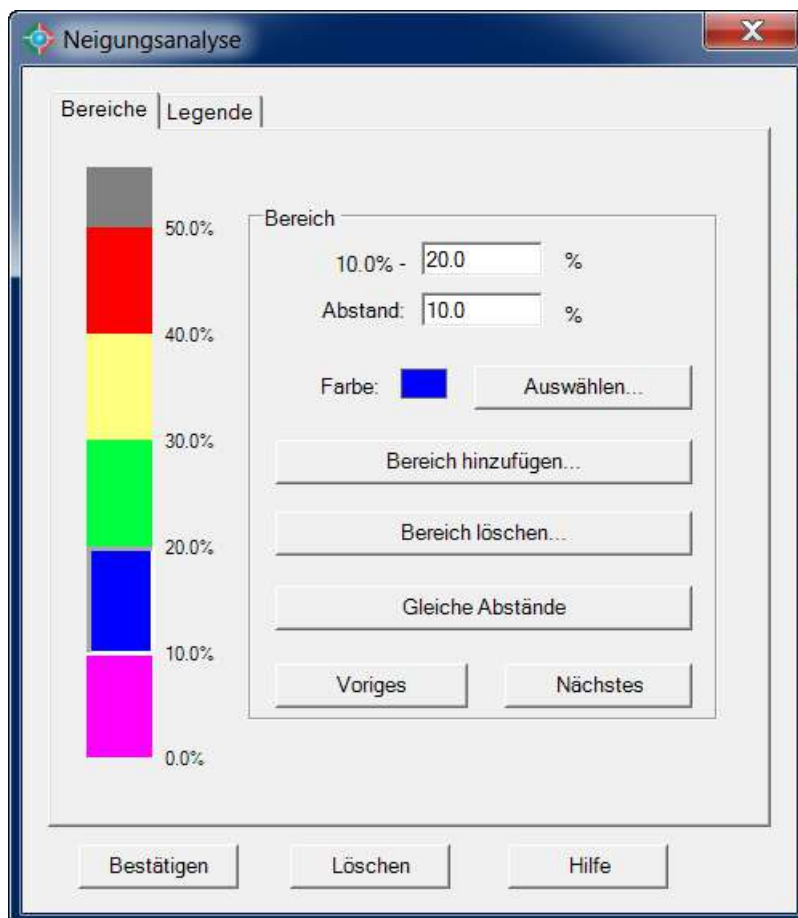 Neigungsanalyse
Bereiche
Legende
50.0%
40.0%
30.0%
20.0%
10.0%
0.0%
Bereich
10.0% - 20.0 %
Abstand: 10.0 %
Farbe: Auswählen...
Bereich hinzufügen...
Bereich löschen...
Gleiche Abstände
Voriges
Nächstes
Bestätigen
Löschen
Hilfe